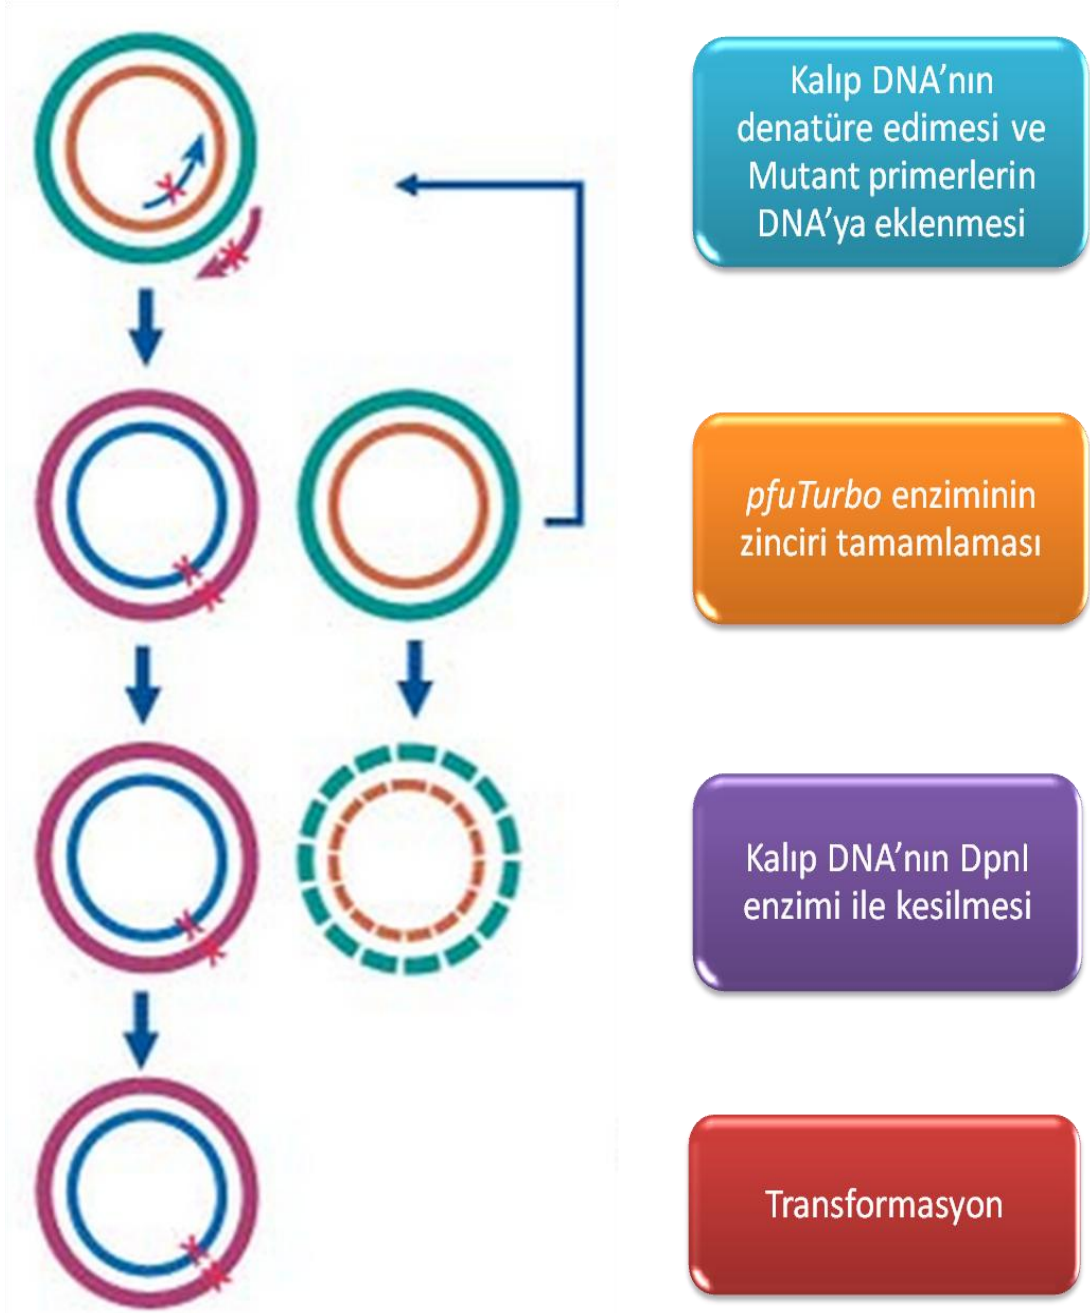 Kalıp DNA’nın
denatüre edimesi ve
Mutant primerlerin
DNA’ya eklenmesi
pfuTurbo enziminin
zinciri tamamlaması
Kalıp DNA’nın DpnI
enzimi ile kesilmesi
Transformasyon